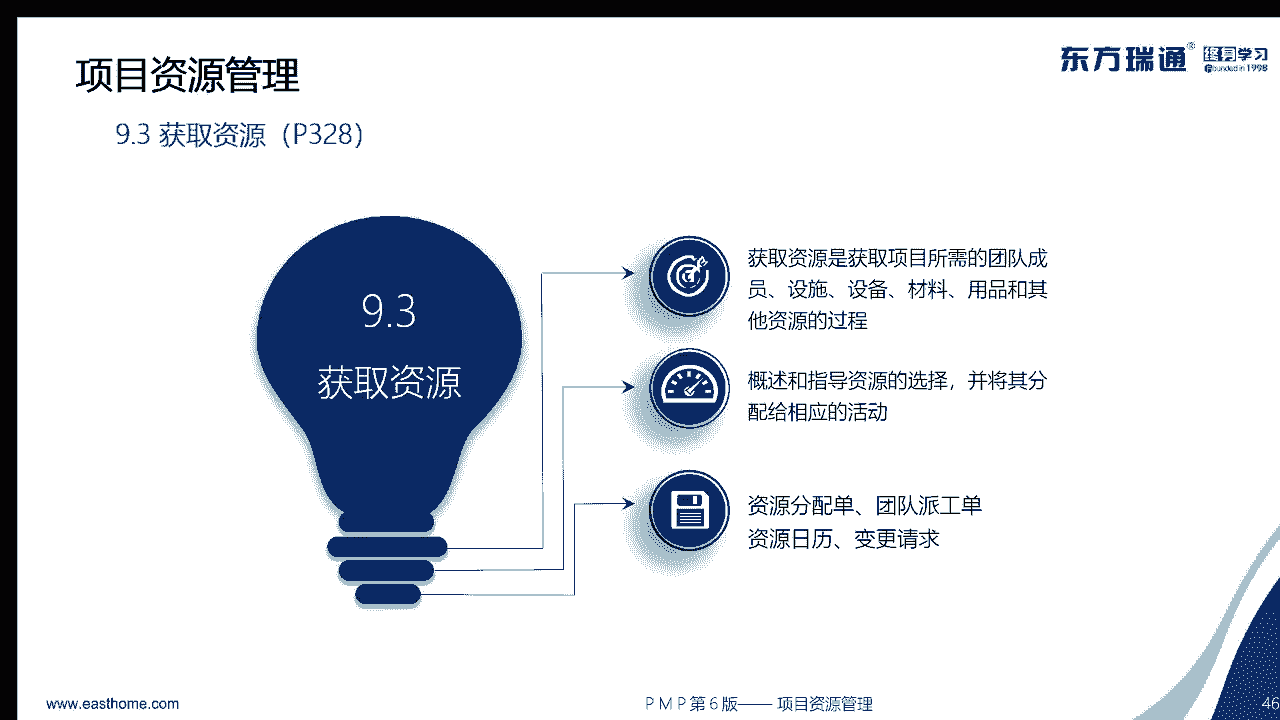 项目资源管理
东方瑞通®
终身学习
Founded in 1998
9.3 获取资源（P328）
9.3
获取资源
获取资源是获取项目所需的团队成
员、设施、设备、材料、用品和其
他资源的过程
概述和指导资源的选择，并将其分
配给相应的活动
资源分配单、团队派工单
资源日历、变更请求
www.easthome.com
PMP第6版—— 项目资源管理
46